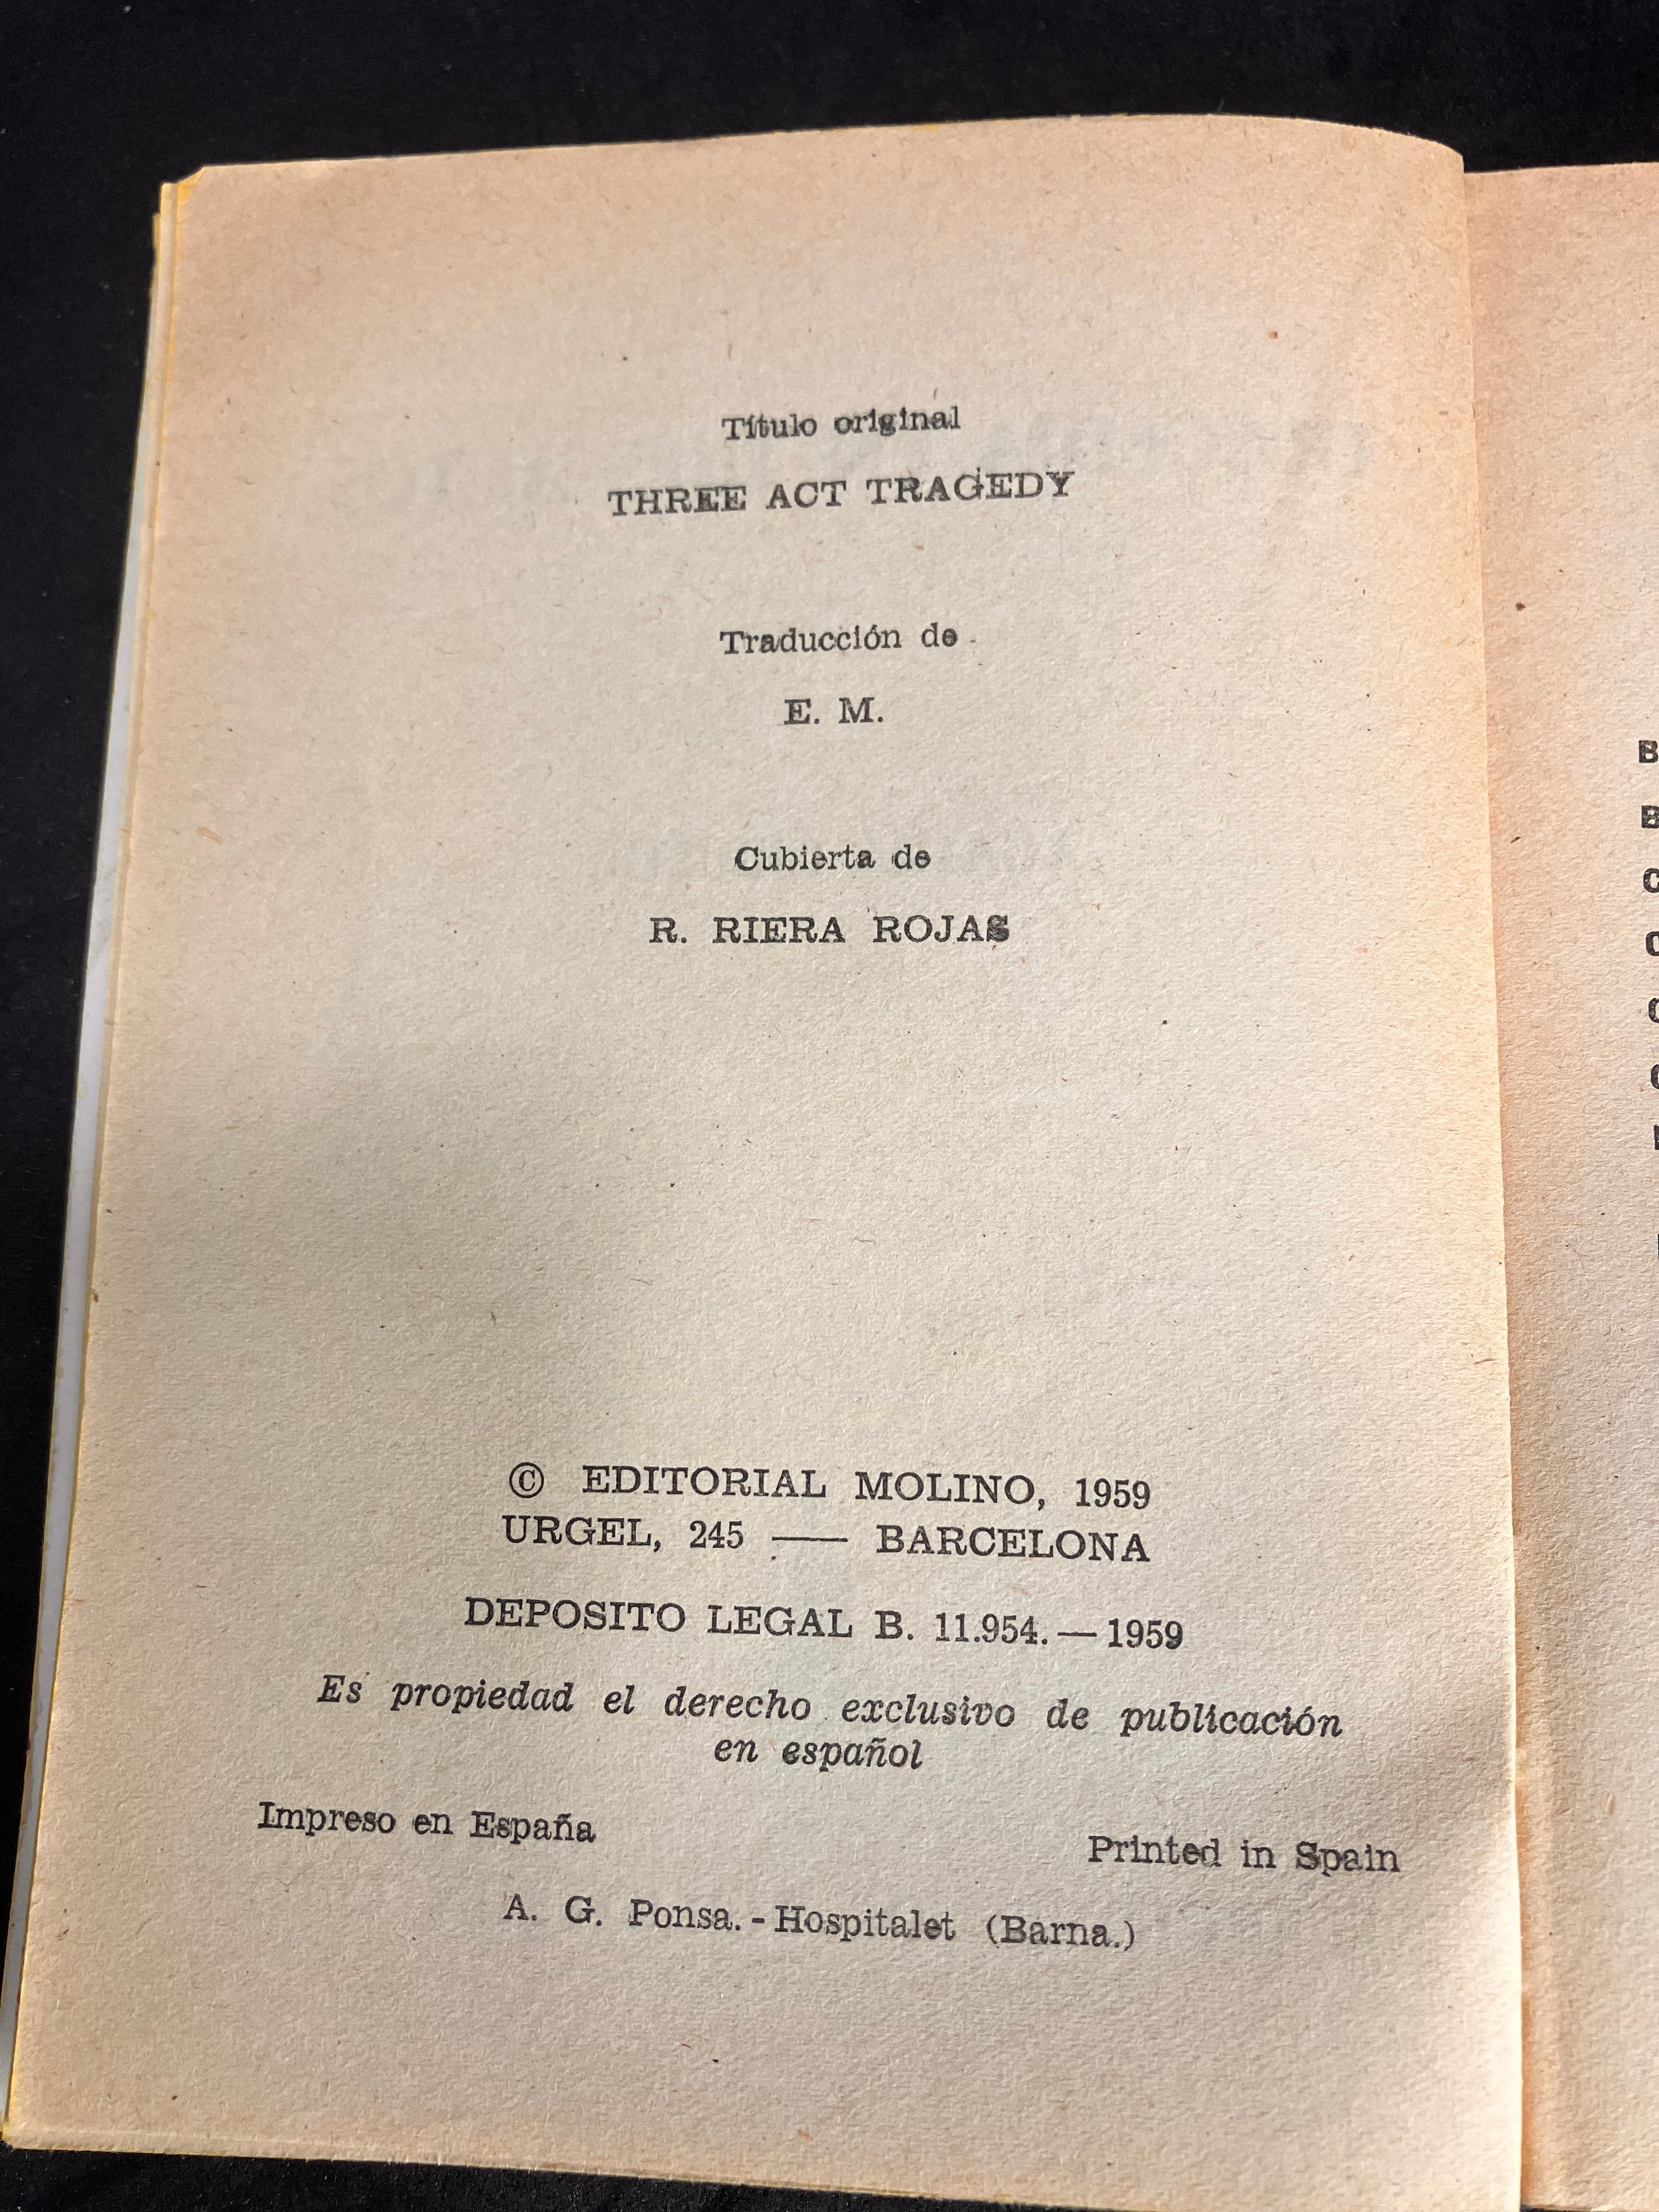 Título original
THREE ACT TRAGEDY
Traducción de
E. M.
Cubierta de
R. RIERA ROJAS
© EDITORIAL MOLINO, 1959
URGEL, 245 — BARCELONA
DEPOSITO LEGAL B. 11.954. — 1959
Es propiedad el derecho exclusivo de publicación
en español
Impreso en España
Printed in Spain
A. G. Ponsa. - Hospitalet (Barna.)